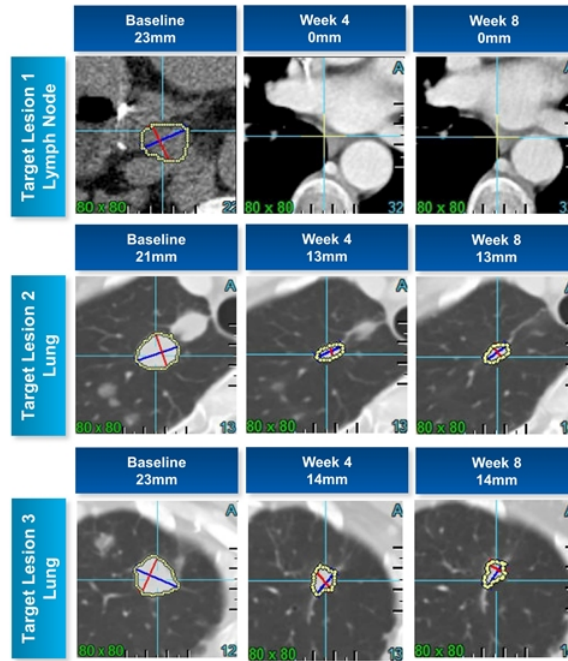 Baseline
23mm
Week 4
0mm
Week 8
0mm
Target Lesion 1
Lymph Node
80 x 80
22
80 x 80
32
A
80 x 80
3
A
Baseline
21mm
Week 4
13mm
Week 8
13mm
Target Lesion 2
Lung
A
80 x 80
13
A
80 x 80
13
A
80 x 80
1
Baseline
23mm
Week 4
14mm
Week 8
14mm
Target Lesion 3
Lung
A
80 x 80
12
A
80 x 80
13
A
80 x 80